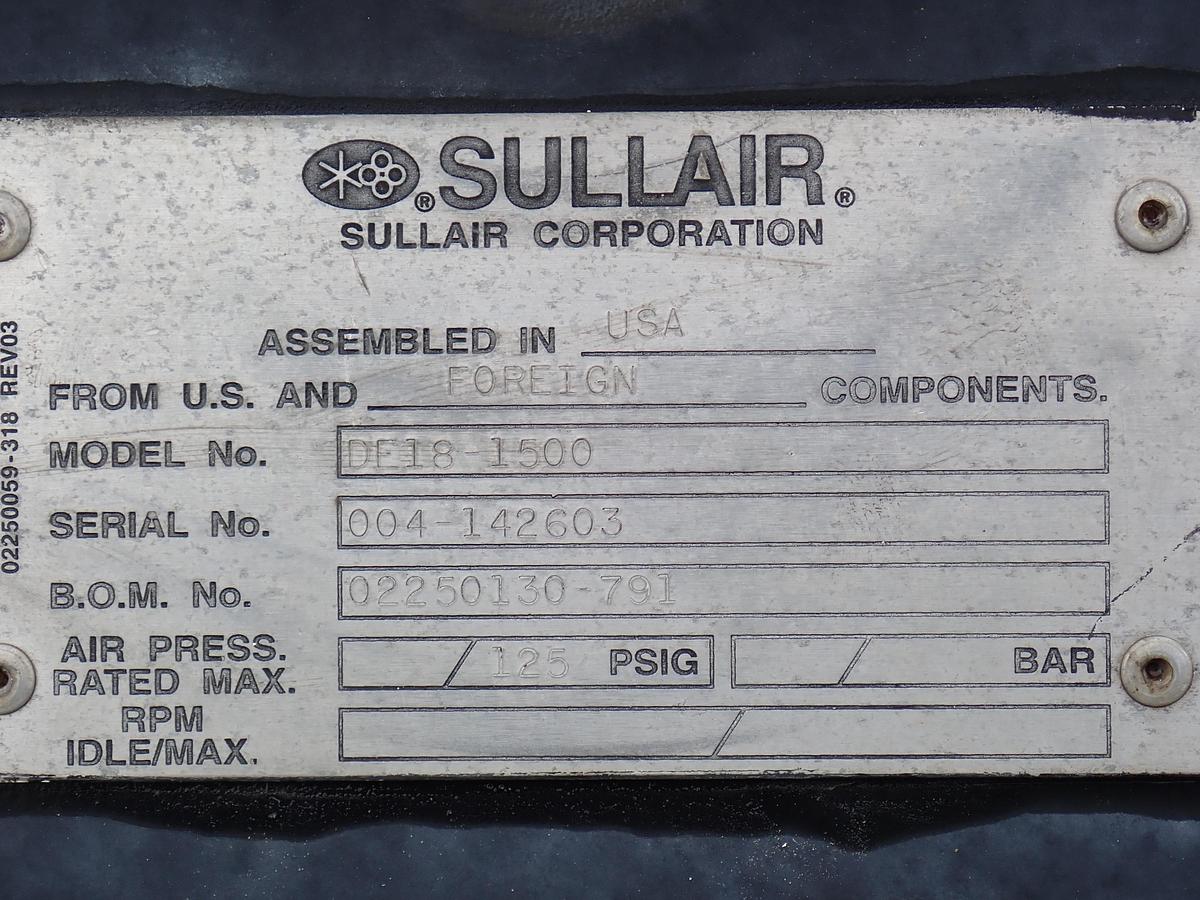 SULLAIR®
SULLAIR CORPORATION
ASSEMBLED IN USA
FROM U.S. AND FOREIGN COMPONENTS.
MODEL No. DF18-1500
SERIAL No. 004-142603
B.O.M. No. 02250130-791
AIR PRESS. RATED MAX. / 125 PSIG / BAR
RPM IDLE/MAX. /
02250059-318 REV03